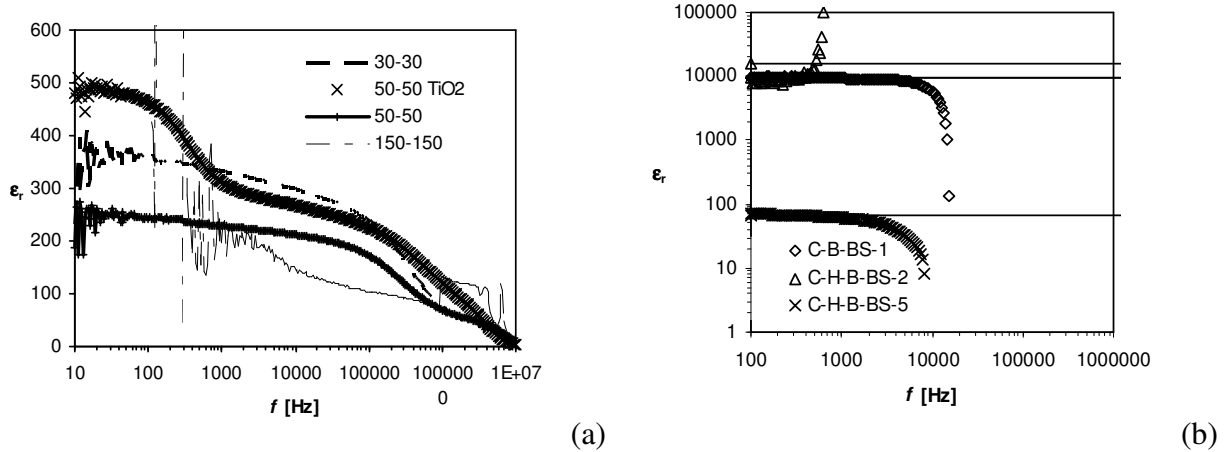 600
500
400
300
200
100
0
εr
30-30
50-50 TiO2
50-50
150-150
10 100 1000 10000 100000 100000 1E+07
0
f [Hz]
(a)
100000
10000
1000
100
10
1
εr
C-B-BS-1
C-H-B-BS-2
C-H-B-BS-5
100 1000 10000 100000 1000000
f [Hz]
(b)